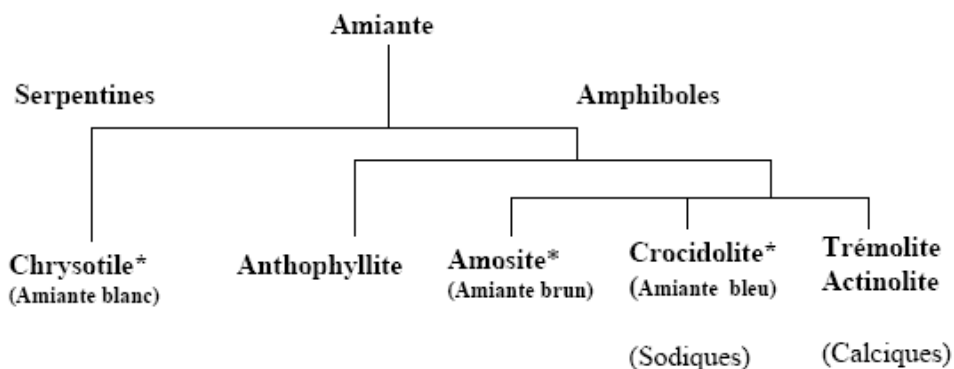 Amiante
Serpentines
Amphiboles
Chrysotile*
(Amiante blanc)
Anthophyllite
Amosite*
(Amiante brun)
Crocidolite*
(Amiante bleu)
(Sodiques)
Trémolite
Actinolite
(Calciques)